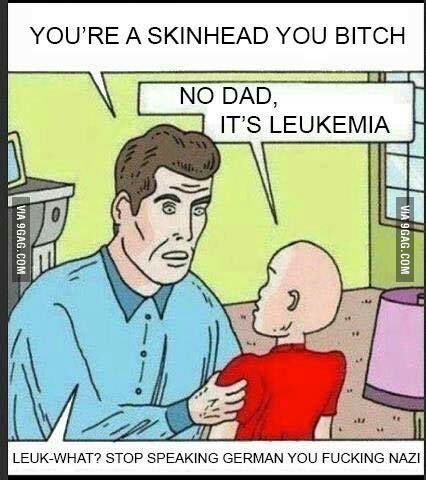 YOU'RE A SKINHEAD YOU BITCH
NO DAD,
IT'S LEUKEMIA
VIA 9GAG.COM
VIA 9GAG.COM
LEUK-WHAT? STOP SPEAKING GERMAN YOU FUCKING NAZI